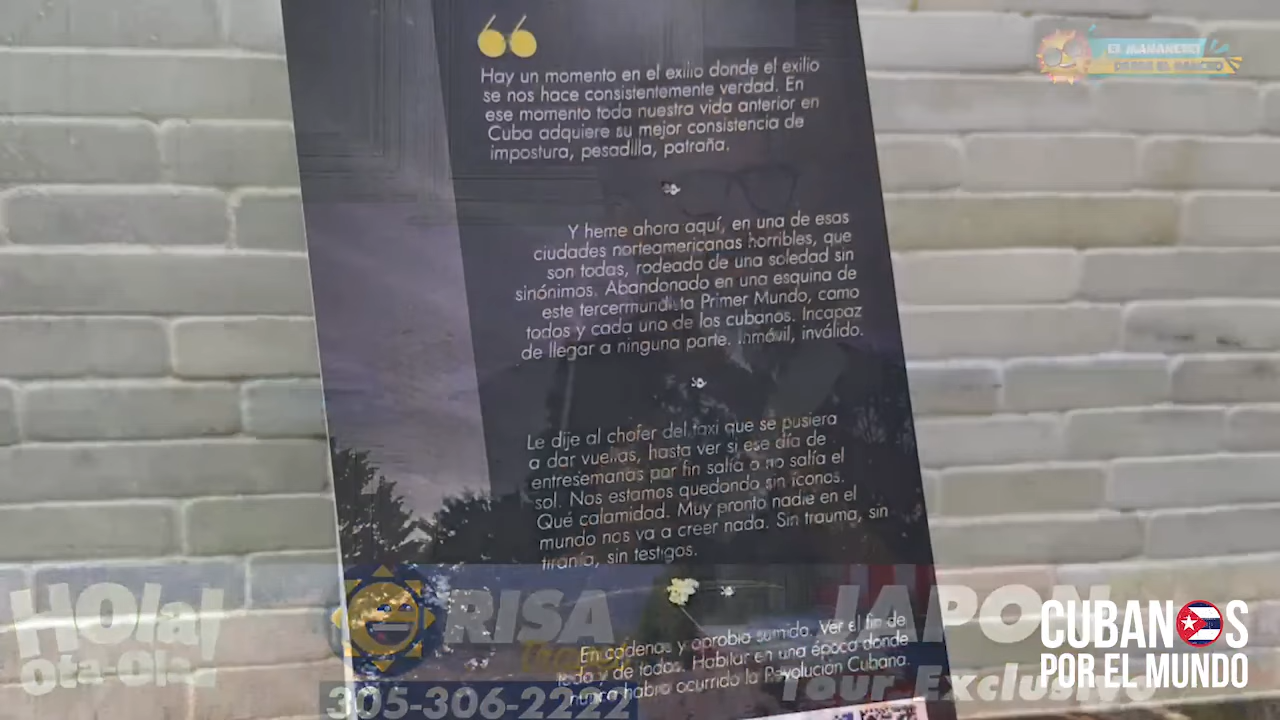 Hay un momento en el exilio donde el exilio
se nos hace consistentemente verdad. En
ese momento toda nuestra vida anterior en
Cuba adquiere su mejor consistencia de
impostura, pesadilla, patraña.
Y heme ahora aquí, en una de esas
ciudades norteamericanas horribles, que
son todas, rodeado de una soledad sin
sinónimos. Abandonado en una esquina de
este tercermundista Primer Mundo, como
todos y cada uno de los cubanos. Incapaz
de llegar a ninguna parte. Inmóvil, inválido.
Le dije al chofer del taxi que se pusiera
a dar vueltas, hasta ver si ese día de
entresemanas por fin salía o no salía el
sol. Nos estamos quedando sin íconos.
Qué calamidad. Muy pronto nadie en el
mundo nos va a creer nada. Sin trauma, sin
tiranía, sin testigos.
En cadenas y oprobio sumido. Ver el fin de
todo y de todos. Habitar en una época donde
nunca habrá ocurrido la Revolución Cubana.
EL MAÑANERO
DESDE EL GANCHO
Hola!
Ota-Ola
RISA
Travel
305-306-2222
JAPON
Tour Exclusivo
CUBANOS
POR EL MUNDO